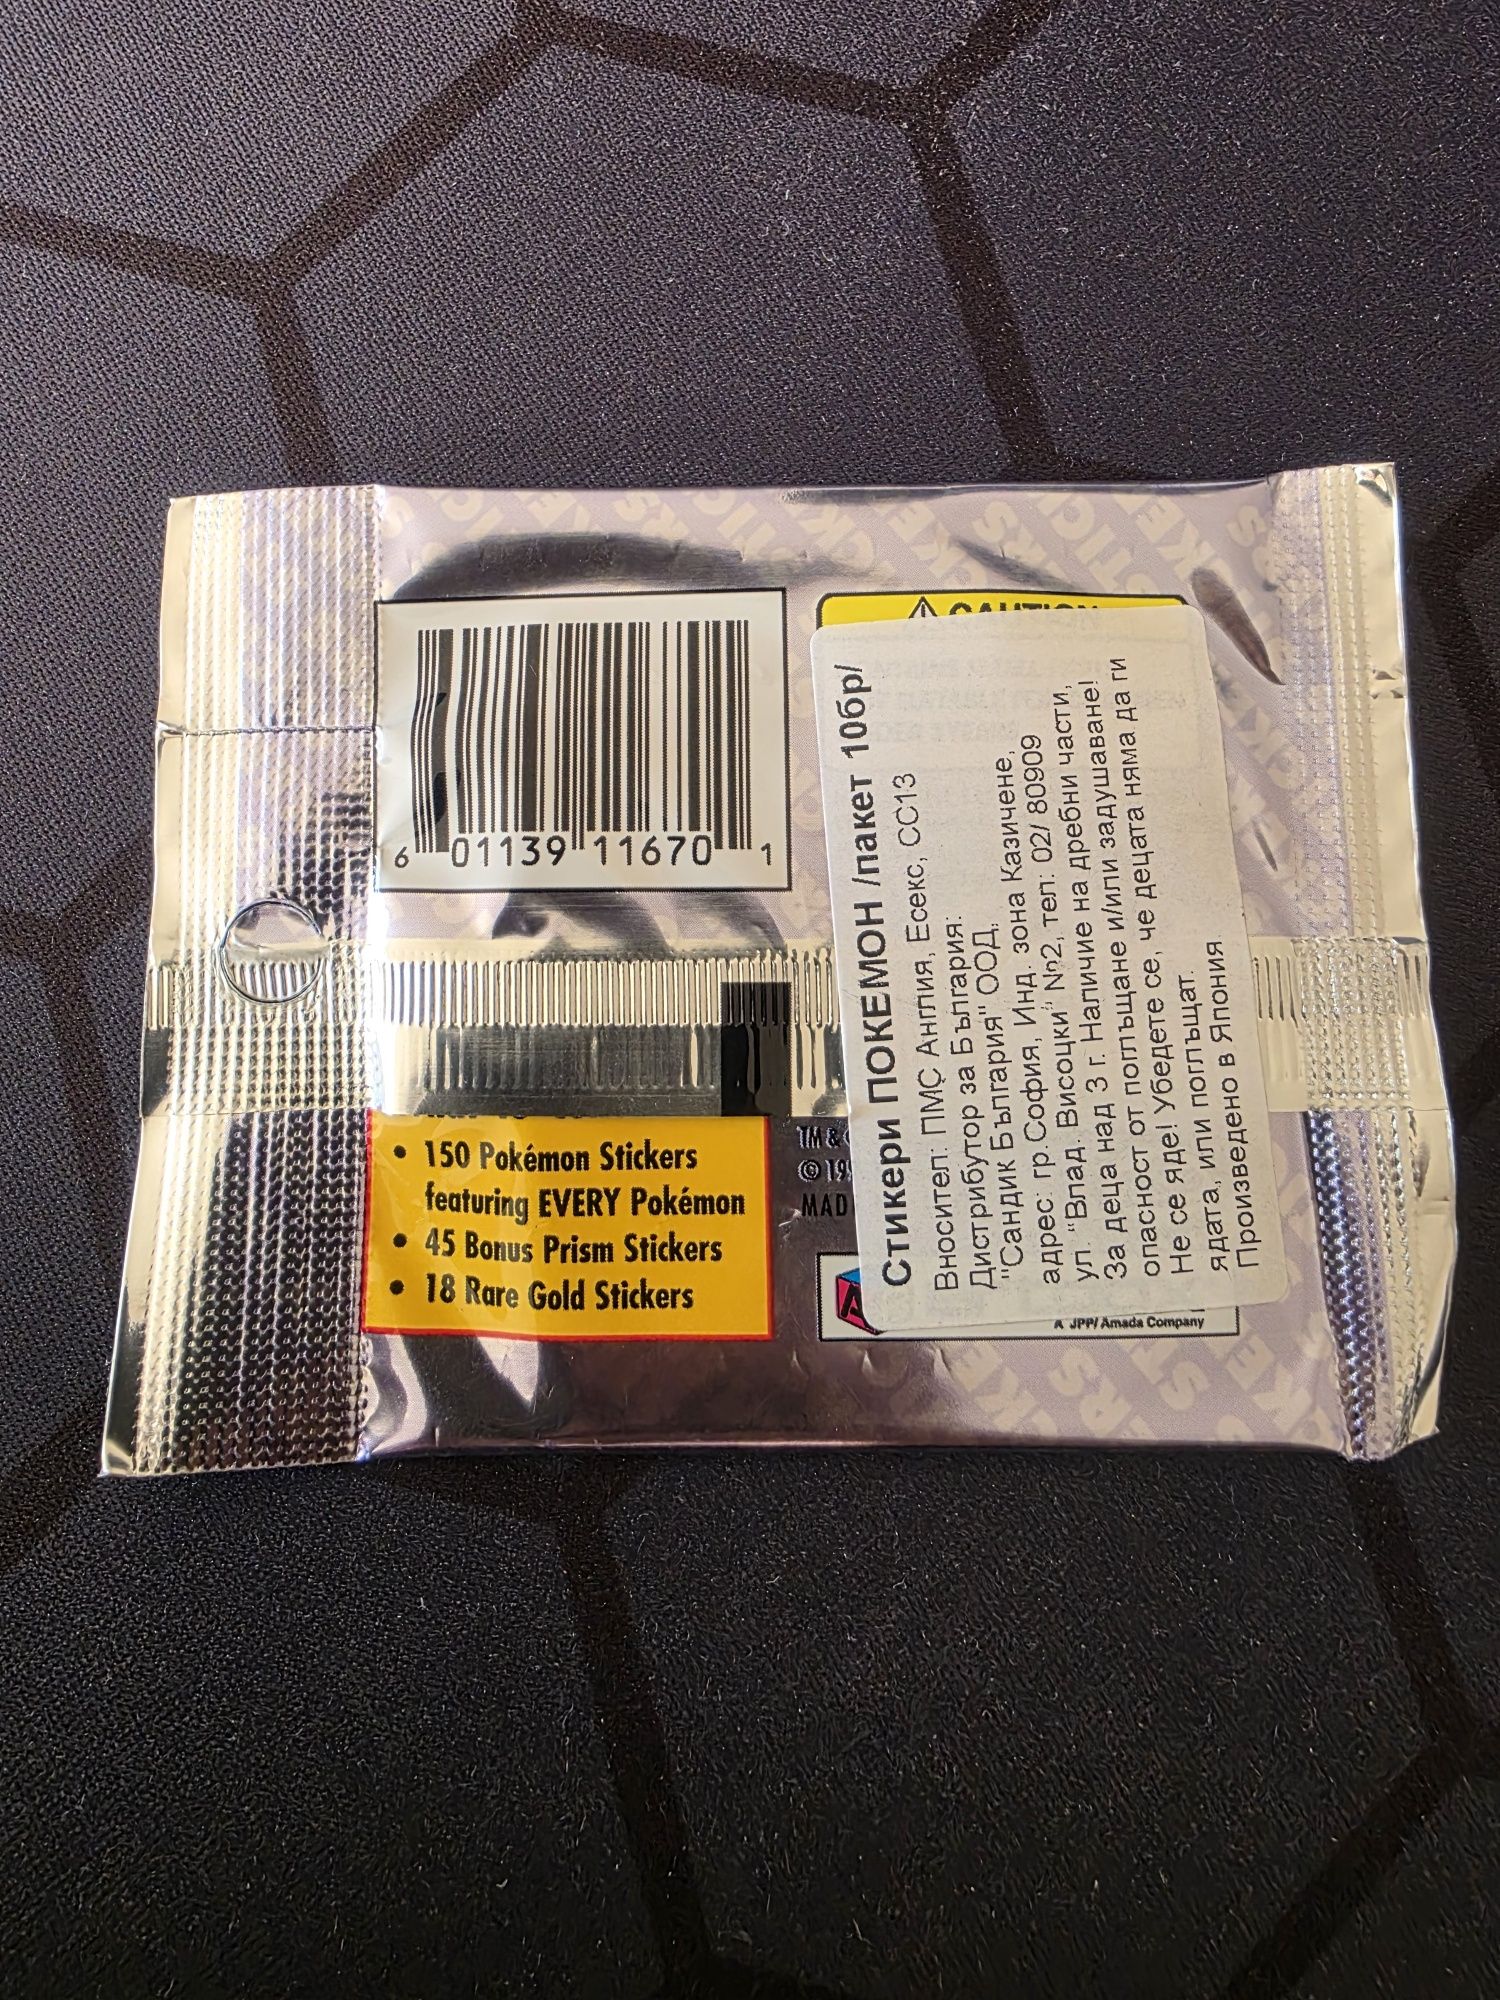 6 01139 11670 1
CAUTION
• 150 Pokémon Stickers
featuring EVERY Pokémon
• 45 Bonus Prism Stickers
• 18 Rare Gold Stickers
TM &
© 19
MAD
A JPP/Amada Company
Стикери ПОКЕМОН /пакет 10бр/
Вносител: ПМС Англия, Есекс, СС13
Дистрибутор за България:
"Сандик България" ООД,
адрес: гр.София, Инд. зона Казичене,
ул. "Влад. Висоцки" №2, тел: 02/ 80909
За деца над 3 г. Наличие на дребни части,
опасност от поглъщане и/или задушаване!
Не се яде! Убедете се, че децата няма да ги
ядата, или поглъщат.
Произведено в Япония.